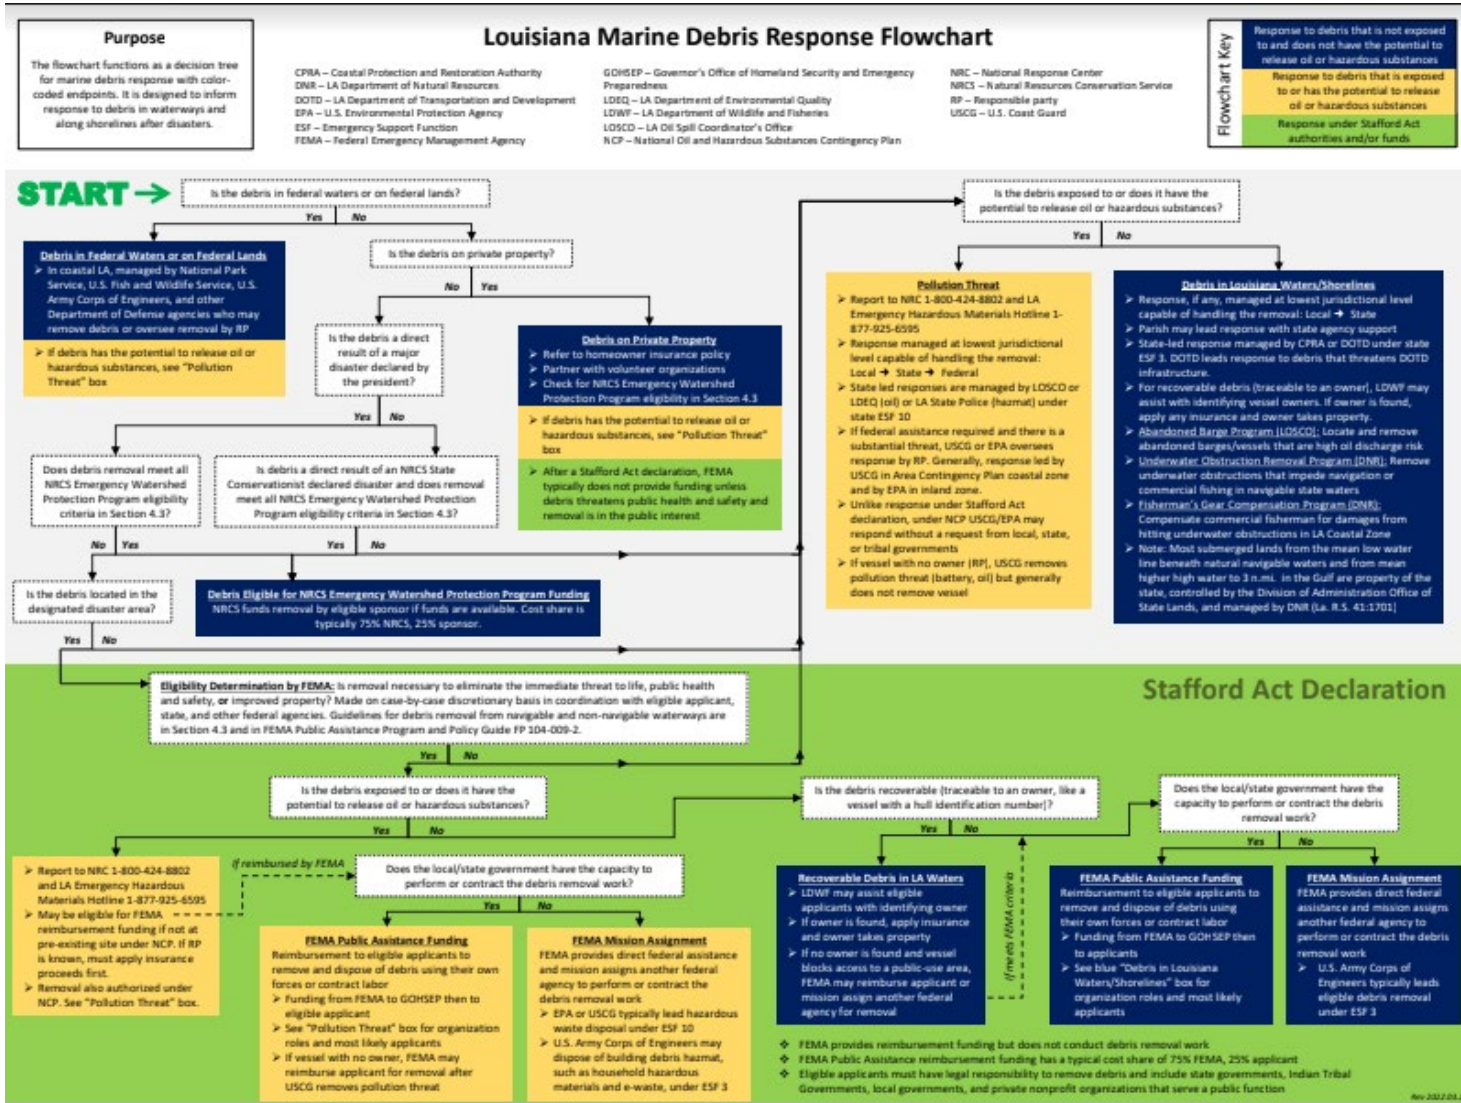 Purpose
The flowchart functions as a decision tree
for marine debris response with color-
coded endpoints. It is designed to inform
response to debris in waterways and
along shorelines after disasters.
Louisiana Marine Debris Response Flowchart
CPRA – Coastal Protection and Restoration Authority
DNR – LA Department of Natural Resources
DOTD – LA Department of Transportation and Development
EPA – U.S. Environmental Protection Agency
ESF – Emergency Support Function
FEMA – Federal Emergency Management Agency
GOHSEP – Governor's Office of Homeland Security and Emergency
Preparedness
LDEQ – LA Department of Environmental Quality
LDWF – LA Department of Wildlife and Fisheries
LOSCO – LA Oil Spill Coordinator's Office
NCP – National Oil and Hazardous Substances Contingency Plan
NRC – National Response Center
NRCS – Natural Resources Conservation Service
RP – Responsible party
USCG – U.S. Coast Guard
Flowchart Key
Response to debris that is not exposed
to and does not have the potential to
release oil or hazardous substances
Response to debris that is exposed
to or has the potential to release
oil or hazardous substances
Response under Stafford Act
authorities and/or funds
START →
Is the debris in federal waters or on federal lands?
Yes No
Debris in Federal Waters or on Federal Lands
➢ In coastal LA, managed by National Park
Service, U.S. Fish and Wildlife Service, U.S.
Army Corps of Engineers, and other
Department of Defense agencies who may
remove debris or oversee removal by RP
➢ If debris has the potential to release oil or
hazardous substances, see "Pollution
Threat" box
Is the debris on private property?
No Yes
Is the debris a direct
result of a major
disaster declared by
the president?
Yes No
Debris on Private Property
➢ Refer to homeowner insurance policy
➢ Partner with volunteer organizations
➢ Check for NRCS Emergency Watershed
Protection Program eligibility in Section 4.3
➢ If debris has the potential to release oil or
hazardous substances, see "Pollution Threat"
box
➢ After a Stafford Act declaration, FEMA
typically does not provide funding unless
debris threatens public health and safety and
removal is in the public interest
Does debris removal meet all
NRCS Emergency Watershed
Protection Program eligibility
criteria in Section 4.3?
No Yes
Is debris a direct result of an NRCS State
Conservationist declared disaster and does removal
meet all NRCS Emergency Watershed Protection
Program eligibility criteria in Section 4.3?
Yes No
Is the debris located in the
designated disaster area?
Yes No
Debris Eligible for NRCS Emergency Watershed Protection Program Funding
NRCS funds removal by eligible sponsor if funds are available. Cost share is
typically 75% NRCS, 25% sponsor.
Is the debris exposed to or does it have the
potential to release oil or hazardous substances?
Yes No
Pollution Threat
➢ Report to NRC 1-800-424-8802 and LA
Emergency Hazardous Materials Hotline 1-
877-925-6595
➢ Response managed at lowest jurisdictional
level capable of handling the removal:
Local → State → Federal
➢ State led responses are managed by LOSCO or
LDEQ (oil) or LA State Police (hazmat) under
state ESF 10
➢ If federal assistance required and there is a
substantial threat, USCG or EPA oversees
response by RP. Generally, response led by
USCG in Area Contingency Plan coastal zone
and by EPA in inland zone.
➢ Unlike response under Stafford Act
declaration, under NCP USCG/EPA may
respond without a request from local, state,
or tribal governments
➢ If vessel with no owner (RP), USCG removes
pollution threat (battery, oil) but generally
does not remove vessel
Debris in Louisiana Waters/Shorelines
➢ Response, if any, managed at lowest jurisdictional level
capable of handling the removal: Local → State
➢ Parish may lead response with state agency support
➢ State-led response managed by CPRA or DOTD under state
ESF 3. DOTD leads response to debris that threatens DOTD
infrastructure.
➢ For recoverable debris (traceable to an owner), LDWF may
assist with identifying vessel owners. If owner is found,
apply any insurance and owner takes property.
➢ Abandoned Barge Program (LOSCO): Locate and remove
abandoned barges/vessels that are high oil discharge risk
➢ Underwater Obstruction Removal Program (DNR): Remove
underwater obstructions that impede navigation or
commercial fishing in navigable state waters
➢ Fisherman's Gear Compensation Program (DNR):
Compensate commercial fisherman for damages from
hitting underwater obstructions in LA Coastal Zone
➢ Note: Most submerged lands from the mean low water
line beneath natural navigable waters and from mean
higher high water to 3 n.mi. in the Gulf are property of the
state, controlled by the Division of Administration Office of
State Lands, and managed by DNR (La. R.S. 41:1701)
Stafford Act Declaration
Eligibility Determination by FEMA: Is removal necessary to eliminate the immediate threat to life, public health
and safety, or improved property? Made on case-by-case discretionary basis in coordination with eligible applicant,
state, and other federal agencies. Guidelines for debris removal from navigable and non-navigable waterways are
in Section 4.3 and in FEMA Public Assistance Program and Policy Guide FP 104-009-2.
Yes No
Is the debris exposed to or does it have the
potential to release oil or hazardous substances?
Yes No
➢ Report to NRC 1-800-424-8802
and LA Emergency Hazardous
Materials Hotline 1-877-925-6595
➢ May be eligible for FEMA
reimbursement funding if not at
pre-existing site under NCP. If RP
is known, must apply insurance
proceeds first.
➢ Removal also authorized under
NCP. See "Pollution Threat" box.
If reimbursed by FEMA
Does the local/state government have the capacity to
perform or contract the debris removal work?
Yes No
FEMA Public Assistance Funding
Reimbursement to eligible applicants to
remove and dispose of debris using their own
forces or contract labor
➢ Funding from FEMA to GOHSEP then to
eligible applicant
➢ See "Pollution Threat" box for organization
roles and most likely applicants
➢ If vessel with no owner, FEMA may
reimburse applicant for removal after
USCG removes pollution threat
FEMA Mission Assignment
FEMA provides direct federal assistance
and mission assigns another federal
agency to perform or contract the
debris removal work
➢ EPA or USCG typically lead hazardous
waste disposal under ESF 10
➢ U.S. Army Corps of Engineers may
dispose of building debris hazmat,
such as household hazardous
materials and e-waste, under ESF 3
Is the debris recoverable (traceable to an owner, like a
vessel with a hull identification number)?
Yes No
Recoverable Debris in LA Waters
➢ LDWF may assist eligible
applicants with identifying owner
➢ If owner is found, apply insurance
and owner takes property
➢ If no owner is found and vessel
blocks access to a public-use area,
FEMA may reimburse applicant or
mission assign another federal
agency for removal
If meets FEMA criteria
Does the local/state government have the
capacity to perform or contract the debris
removal work?
Yes No
FEMA Public Assistance Funding
Reimbursement to eligible applicants to
remove and dispose of debris using
their own forces or contract labor
➢ Funding from FEMA to GOHSEP then
to applicants
➢ See blue "Debris in Louisiana
Waters/Shorelines" box for
organization roles and most likely
applicants
FEMA Mission Assignment
FEMA provides direct federal
assistance and mission assigns
another federal agency to
perform or contract the debris
removal work
➢ U.S. Army Corps of
Engineers typically leads
eligible debris removal
under ESF 3
❖ FEMA provides reimbursement funding but does not conduct debris removal work
❖ FEMA Public Assistance reimbursement funding has a typical cost share of 75% FEMA, 25% applicant
❖ Eligible applicants must have legal responsibility to remove debris and include state governments, Indian Tribal
Governments, local governments, and private nonprofit organizations that serve a public function